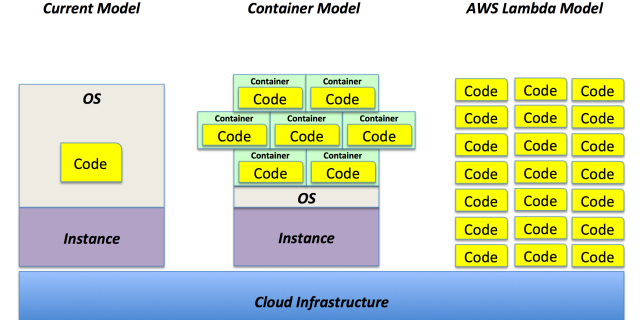 Current Model
Container Model
AWS Lambda Model
OS
Code
Instance
Container Container
Code Code
Container Container Container
Code Code Code
Container Container
Code Code
OS
Instance
Code Code Code
Code Code Code
Code Code Code
Code Code Code
Code Code Code
Code Code Code
Code Code Code
Cloud Infrastructure